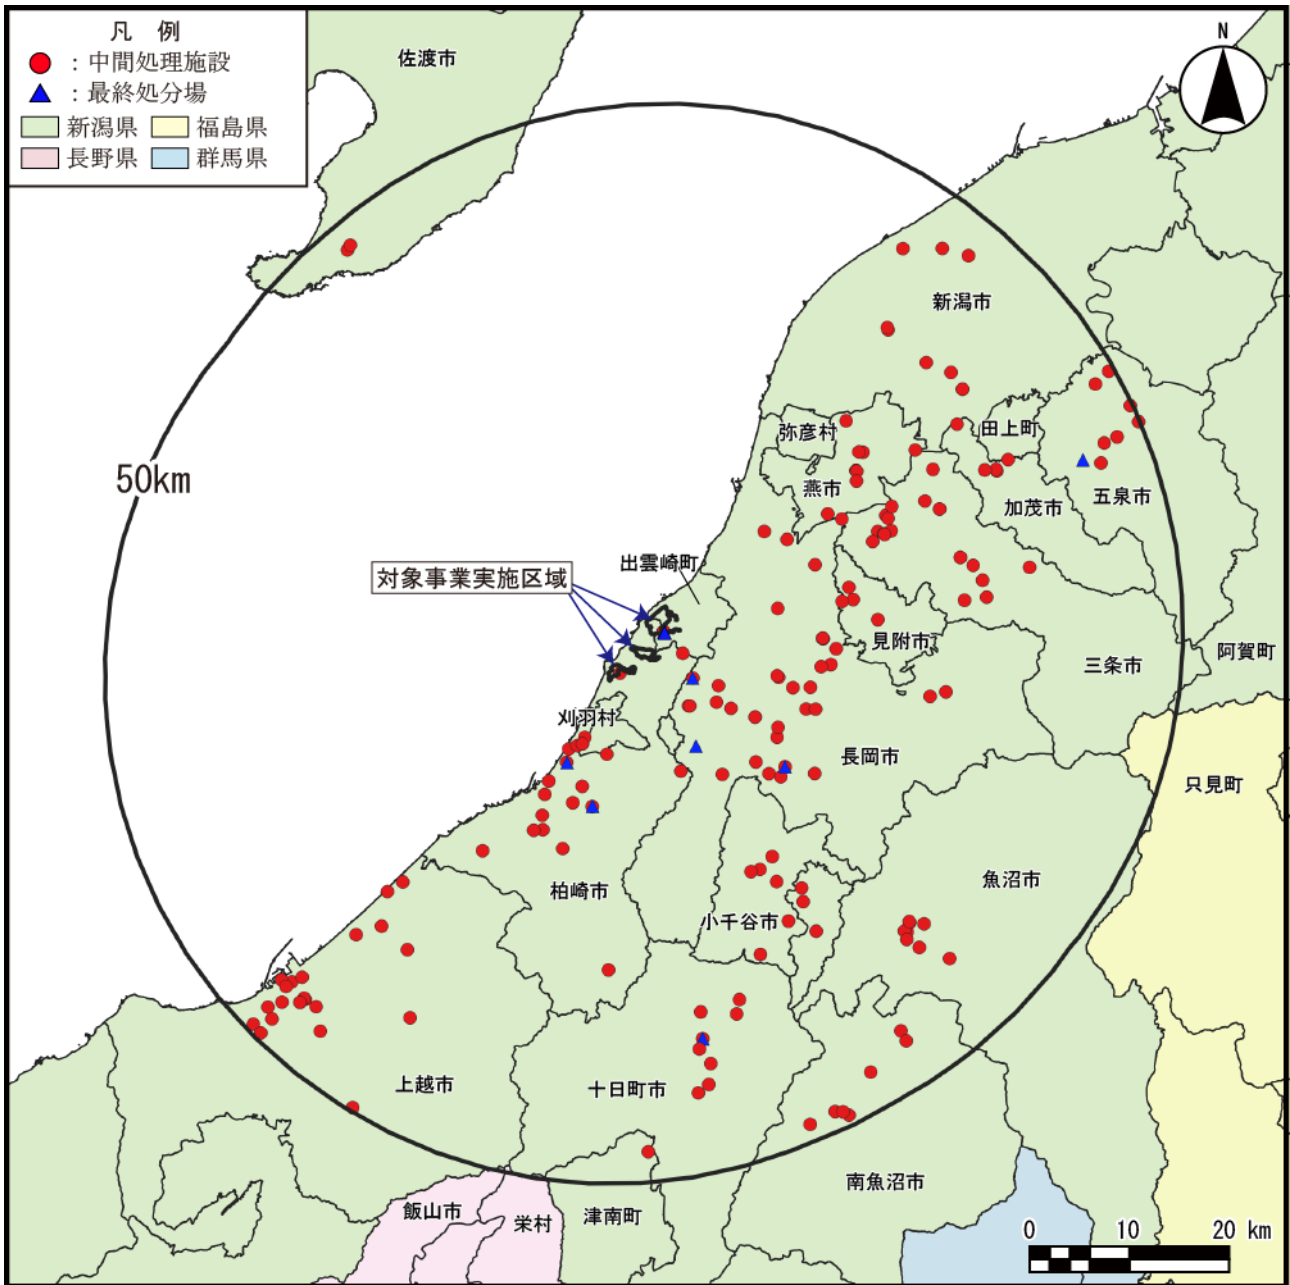 凡 例
：中間処理施設
：最終処分場
新潟県 福島県
長野県 群馬県
佐渡市
N
新潟市
50km
弥彦村
田上町
燕市
加茂市
五泉市
出雲崎町
対象事業実施区域
見附市
三条市
阿賀町
刈羽村
長岡市
只見町
柏崎市
小千谷市
魚沼市
上越市
十日町市
南魚沼市
飯山市
栄村
津南町
0 10 20 km